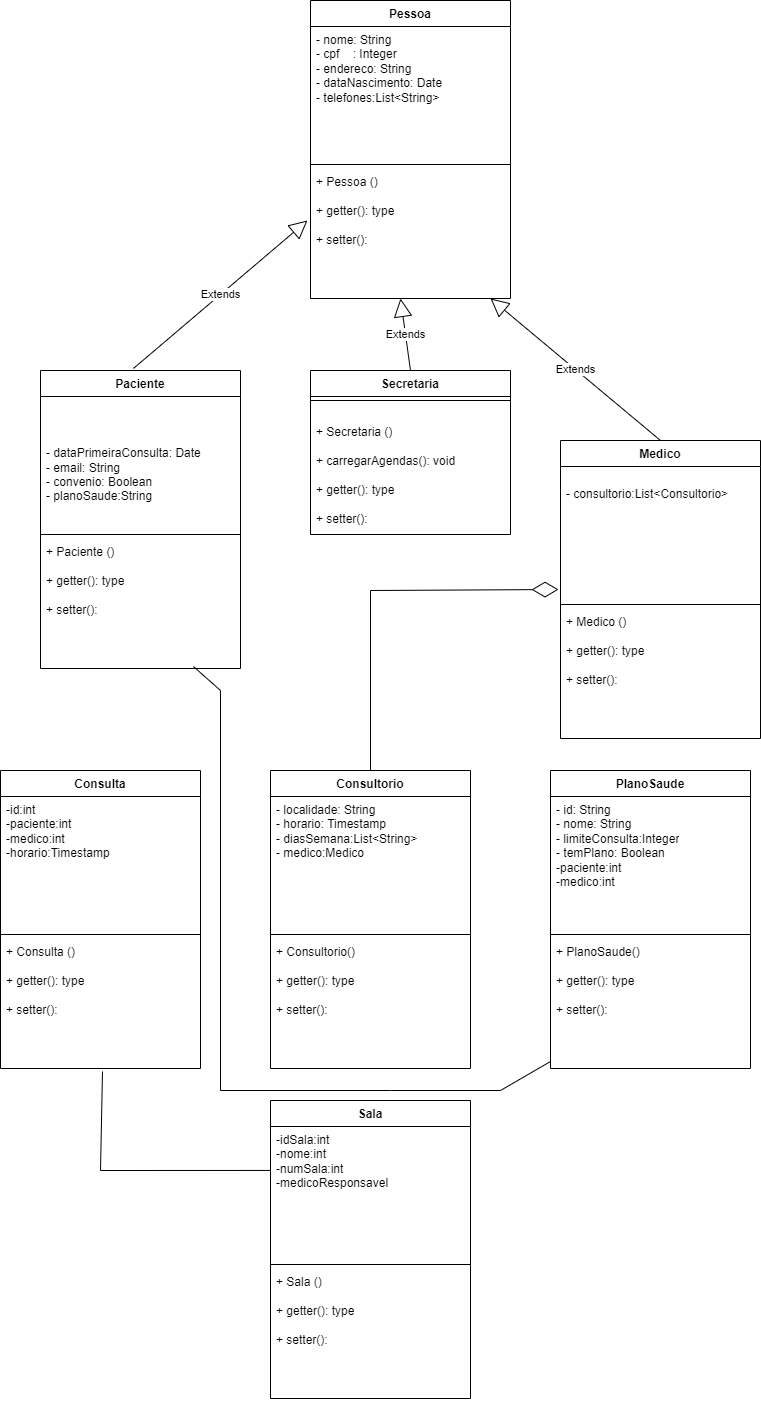 Pessoa
- nome: String
- cpf    : Integer
- endereco: String
- dataNascimento: Date
- telefones:List<String>
+ Pessoa ()
+ getter(): type
+ setter():
Extends
Extends
Extends
Paciente
- dataPrimeiraConsulta: Date
- email: String
- convenio: Boolean
- planoSaude:String
+ Paciente ()
+ getter(): type
+ setter():
Secretaria
+ Secretaria ()
+ carregarAgendas(): void
+ getter(): type
+ setter():
Medico
- consultorio:List<Consultorio>
+ Medico ()
+ getter(): type
+ setter():
Consulta
-id:int
-paciente:int
-medico:int
-horario:Timestamp
+ Consulta ()
+ getter(): type
+ setter():
Consultorio
- localidade: String
- horario: Timestamp
- diasSemana:List<String>
- medico:Medico
+ Consultorio()
+ getter(): type
+ setter():
PlanoSaude
- id: String
- nome: String
- limiteConsulta:Integer
- temPlano: Boolean
-paciente:int
-medico:int
+ PlanoSaude()
+ getter(): type
+ setter():
Sala
-idSala:int
-nome:int
-numSala:int
-medicoResponsavel
+ Sala ()
+ getter(): type
+ setter():